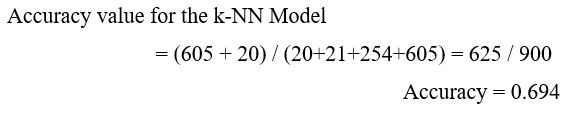 Accuracy value for the k-NN Model
= (605 + 20) / (20+21+254+605) = 625 / 900
Accuracy = 0.694